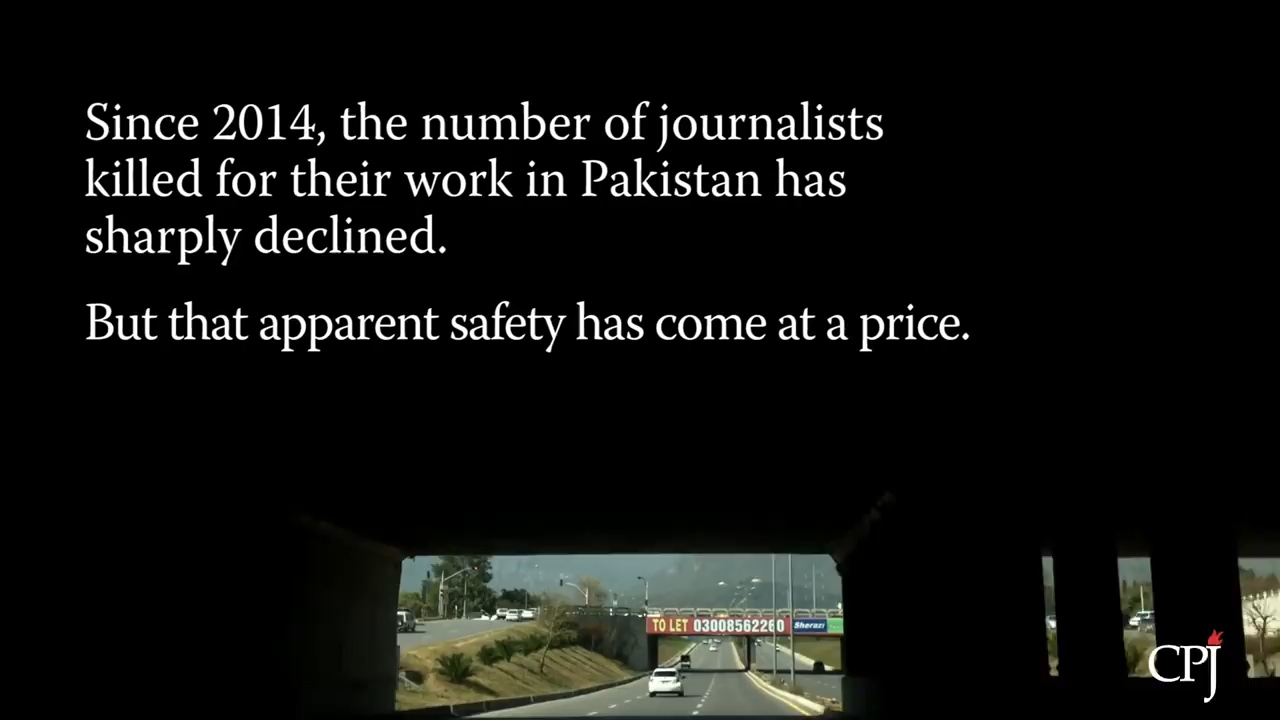 Since 2014, the number of journalists
killed for their work in Pakistan has
sharply declined.
But that apparent safety has come at a price.
TO LET 03008562260 Sherazi
CPJ